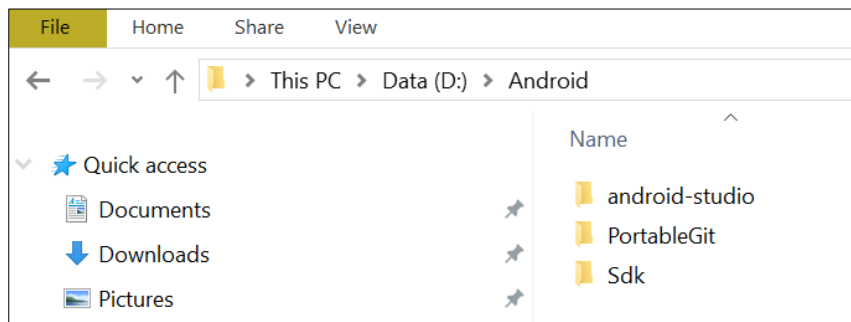 File Home Share View
This PC > Data (D:) > Android
Name
Quick access
Documents
Downloads
Pictures
android-studio
PortableGit
Sdk